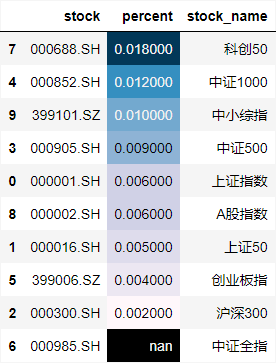 stock percent stock_name
7 000688.SH 0.018000 科创50
4 000852.SH 0.012000 中证1000
9 399101.SZ 0.010000 中小综指
3 000905.SH 0.009000 中证500
0 000001.SH 0.006000 上证指数
8 000002.SH 0.006000 A股指数
1 000016.SH 0.005000 上证50
5 399006.SZ 0.004000 创业板指
2 000300.SH 0.002000 沪深300
6 000985.SH nan 中证全指